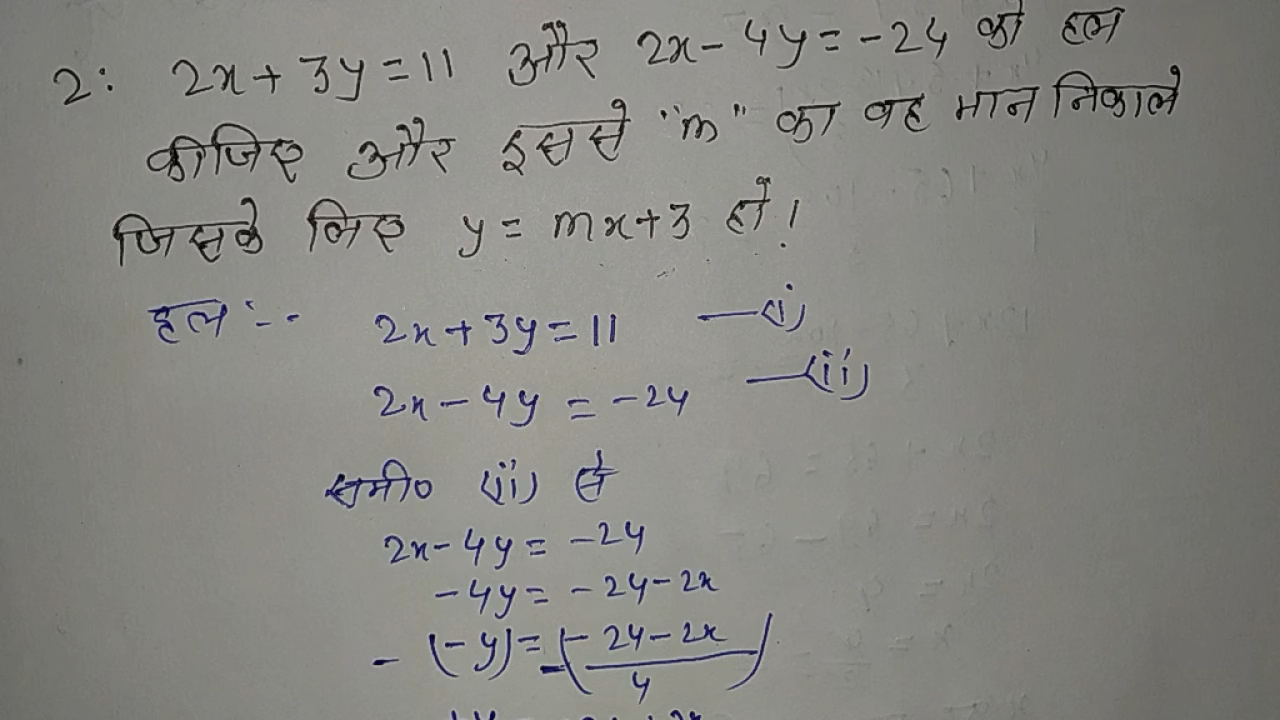 2: 2x+3y=11 और 2x-4y=-24 को हल
कीजिए और इससे "m" का वह मान निकाले
जिसके लिए y = mx+3 हो।
हल :- 2x+3y=11 —(i)
2x-4y = -24 —(ii)
समी० (ii) से
2x-4y = -24
-4y = -24-2x
-(-y) = -(-24-2x/4)